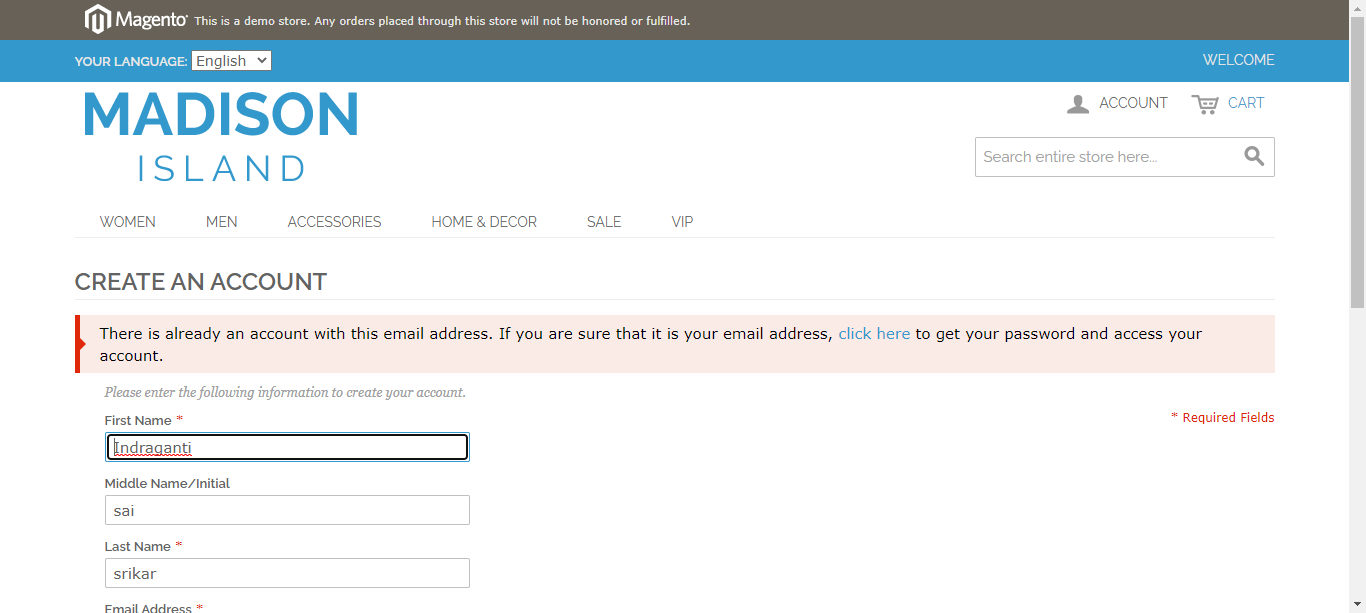 Magento
This is a demo store. Any orders placed through this store will not be honored or fulfilled.
YOUR LANGUAGE: English
WELCOME
MADISON
ISLAND
ACCOUNT
CART
Search entire store here...
WOMEN MEN ACCESSORIES HOME & DECOR SALE VIP
CREATE AN ACCOUNT
There is already an account with this email address. If you are sure that it is your email address, click here to get your password and access your
account.
Please enter the following information to create your account.
* Required Fields
First Name *
Indraganti
Middle Name/Initial
sai
Last Name *
srikar
Email Address *